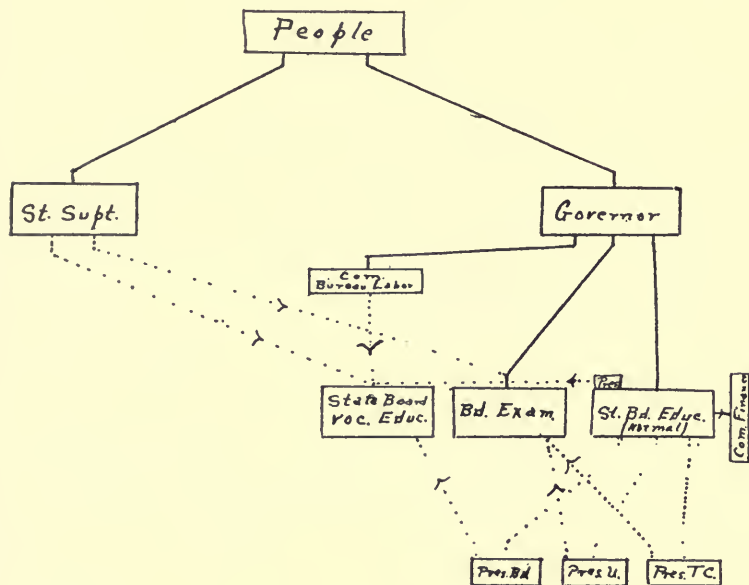 People
St. Supt.
Governor
Com.
Bureau Labor
Pres
State Board
Voc. Educ.
Bd. Exam.
St. Bd. Educ.
(Normal)
Com. Finance
Pres. Bd
Pres. U.
Pres. T.C.